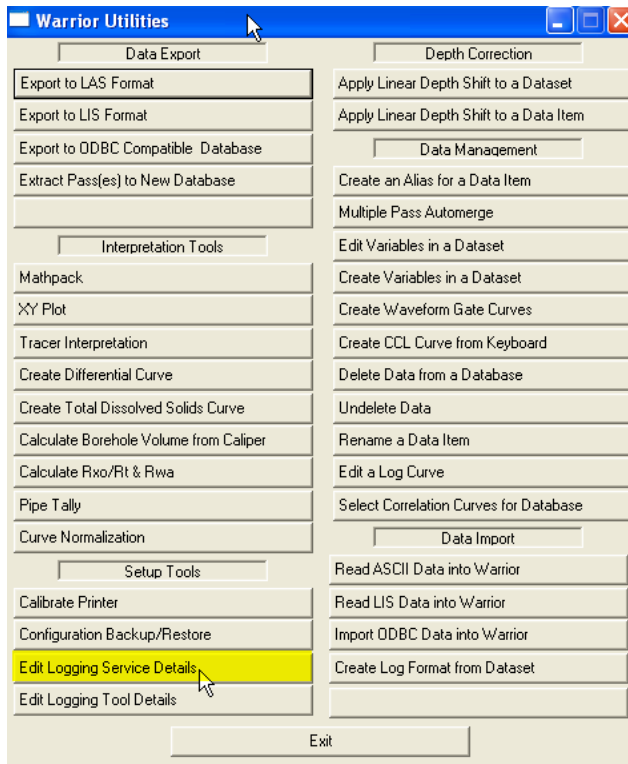 Warrior Utilities
Data Export
Export to LAS Format
Export to LIS Format
Export to ODBC Compatible  Database
Extract Pass(es) to New Database
Interpretation Tools
Mathpack
XY Plot
Tracer Interpretation
Create Differential Curve
Create Total Dissolved Solids Curve
Calculate Borehole Volume from Caliper
Calculate Rxo/Rt & Rwa
Pipe Tally
Curve Normalization
Setup Tools
Calibrate Printer
Configuration Backup/Restore
Edit Logging Service Details
Edit Logging Tool Details
Depth Correction
Apply Linear Depth Shift to a Dataset
Apply Linear Depth Shift to a Data Item
Data Management
Create an Alias for a Data Item
Multiple Pass Automerge
Edit Variables in a Dataset
Create Variables in a Dataset
Create Waveform Gate Curves
Create CCL Curve from Keyboard
Delete Data from a Database
Undelete Data
Rename a Data Item
Edit a Log Curve
Select Correlation Curves for Database
Data Import
Read ASCII Data into Warrior
Read LIS Data into Warrior
Import ODBC Data into Warrior
Create Log Format from Dataset
Exit